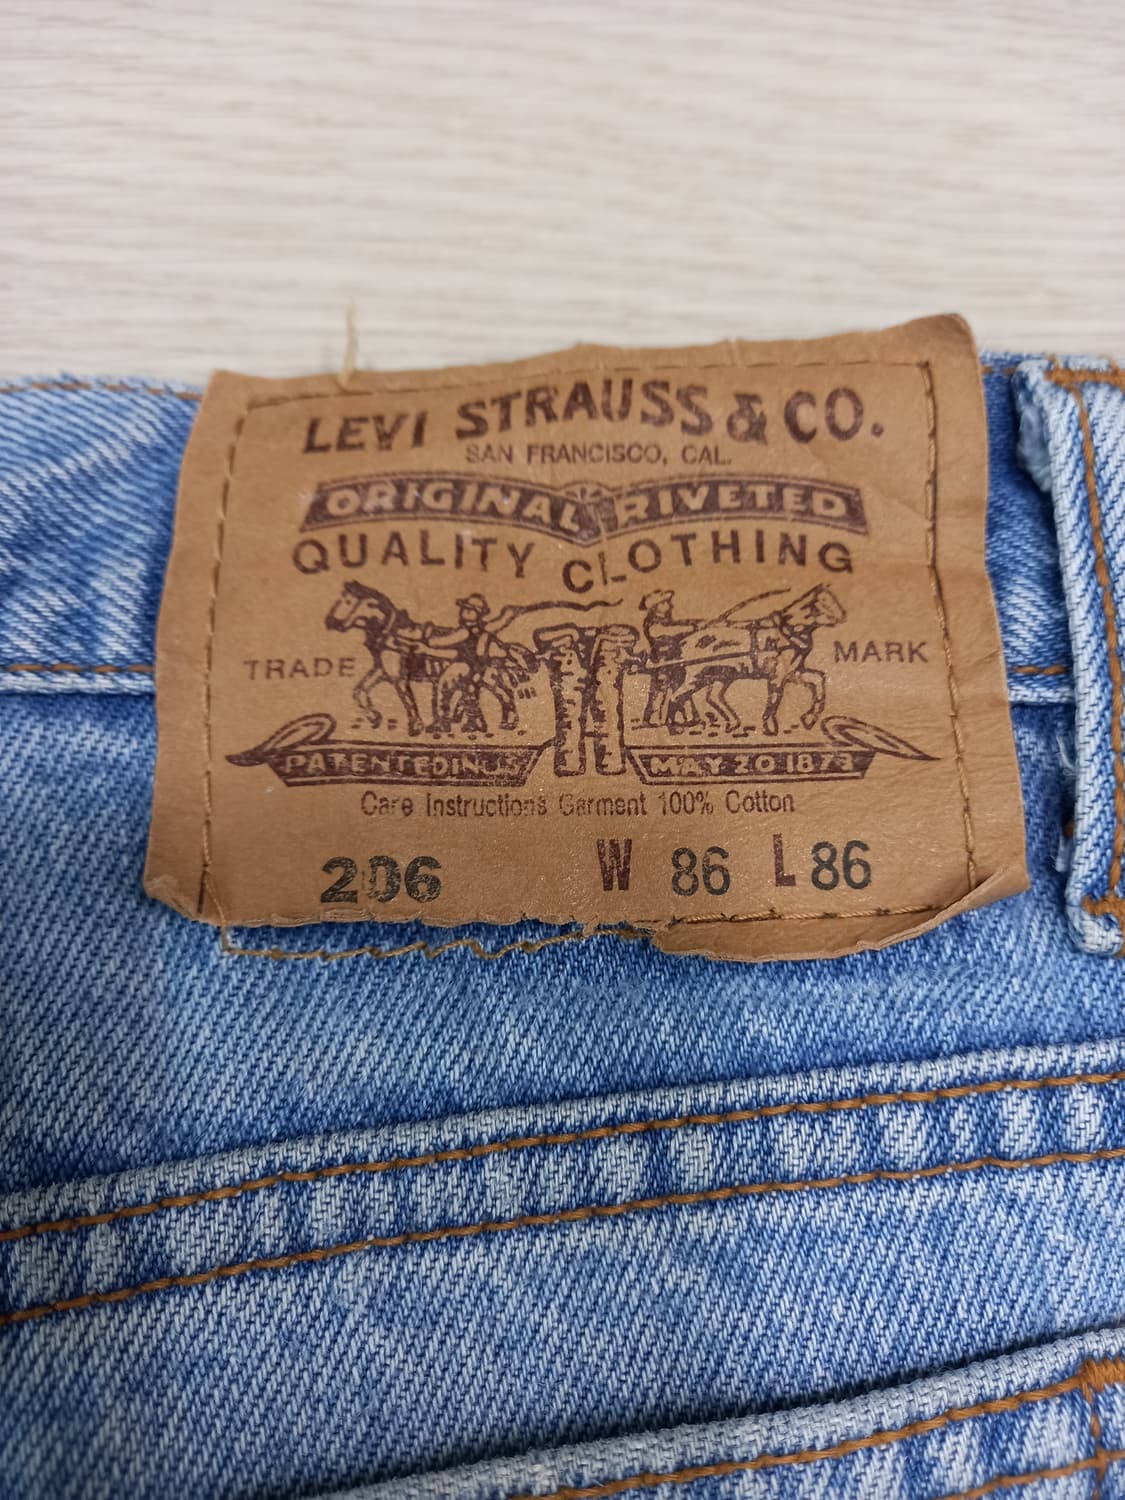 LEVI STRAUSS & CO.
SAN FRANCISCO, CAL.
ORIGINAL RIVETED
QUALITY CLOTHING
TRADE MARK
PATENTED IN U.S. MAY 20 1873
Care Instructions Garment 100% Cotton
206 W 86 L 86